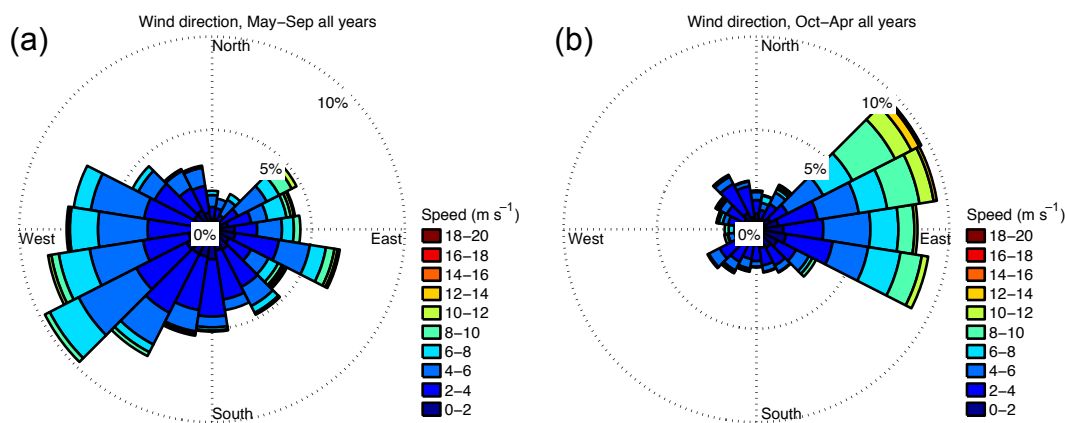 (a)
Wind direction, May−Sep all years
North
10%
5%
0%
West
East
South
Speed (m s⁻¹)
18−20
16−18
14−16
12−14
10−12
8−10
6−8
4−6
2−4
0−2
(b)
Wind direction, Oct−Apr all years
North
10%
5%
0%
West
East
South
Speed (m s⁻¹)
18−20
16−18
14−16
12−14
10−12
8−10
6−8
4−6
2−4
0−2